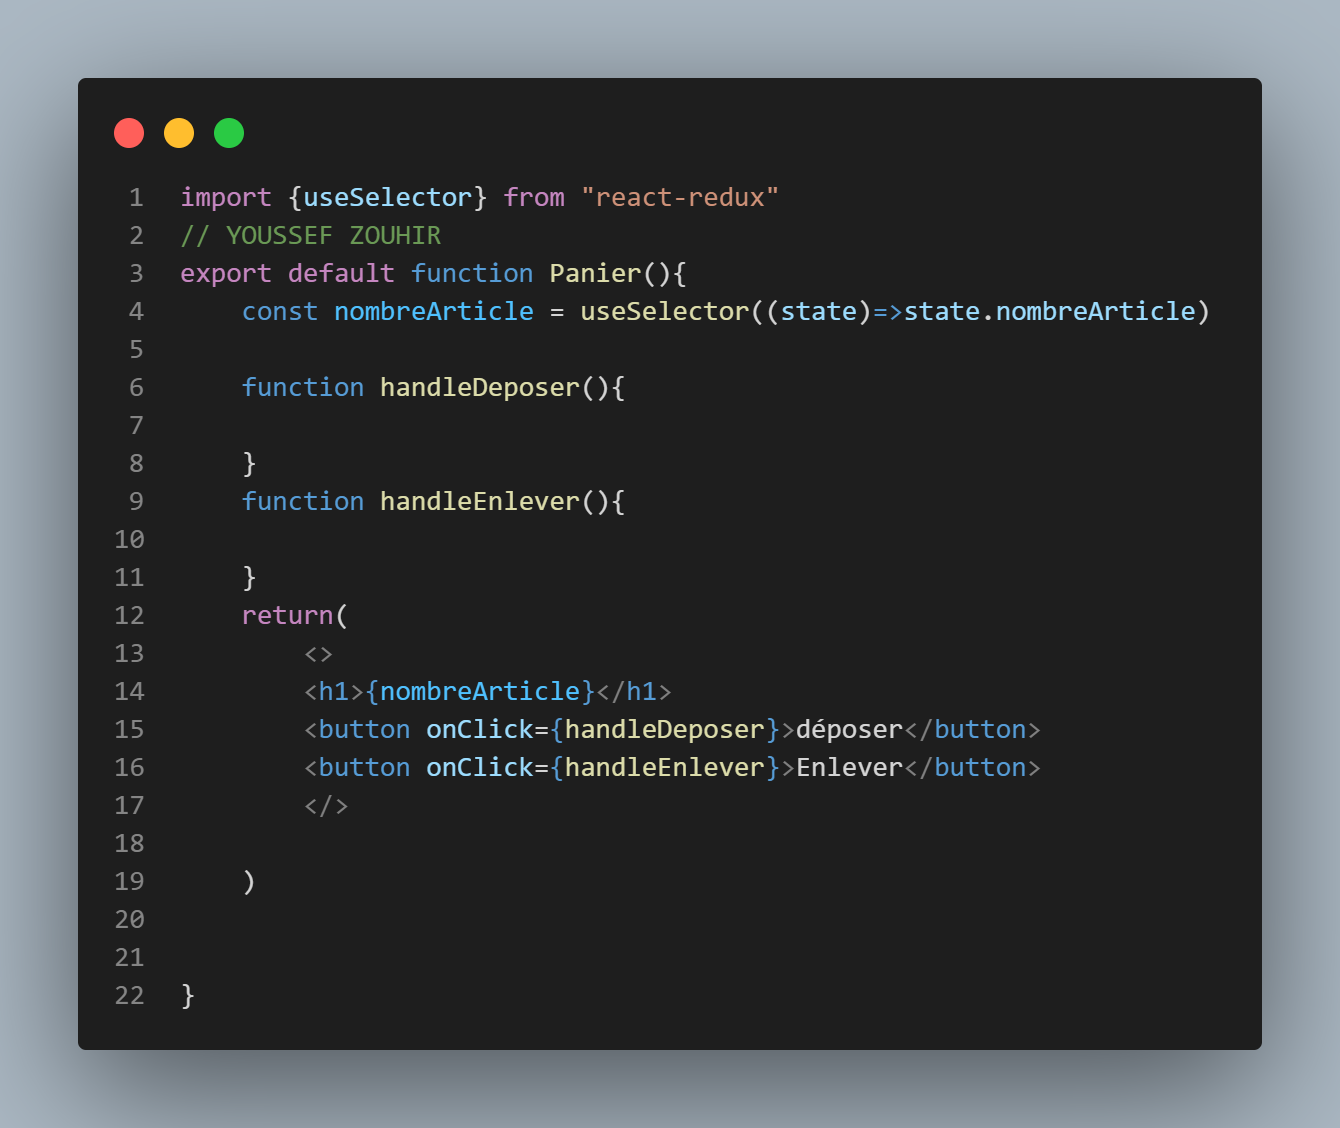 1 import {useSelector} from "react-redux"
2 // YOUSSEF ZOUHIR
3 export default function Panier(){
4     const nombreArticle = useSelector((state)=>state.nombreArticle)
5
6     function handleDeposer(){
7
8     }
9     function handleEnlever(){
10
11     }
12     return(
13         <>
14         <h1>{nombreArticle}</h1>
15         <button onClick={handleDeposer}>déposer</button>
16         <button onClick={handleEnlever}>Enlever</button>
17         </>
18
19     )
20
21
22 }